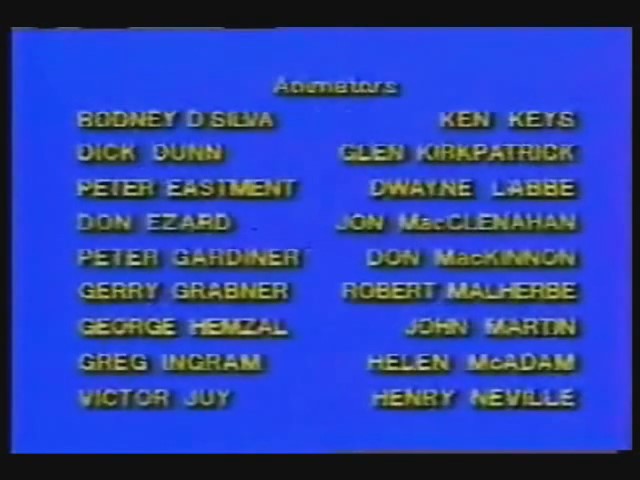 Animators
RODNEY D'SILVA KEN KEYS
DICK DUNN GLEN KIRKPATRICK
PETER EASTMENT DWAYNE LABBE
DON EZARD JON MacCLENAHAN
PETER GARDINER DON MacKINNON
GERRY GRABNER ROBERT MALHERBE
GEORGE HEMZAL JOHN MARTIN
GREG INGRAM HELEN McADAM
VICTOR JUY HENRY NEVILLE